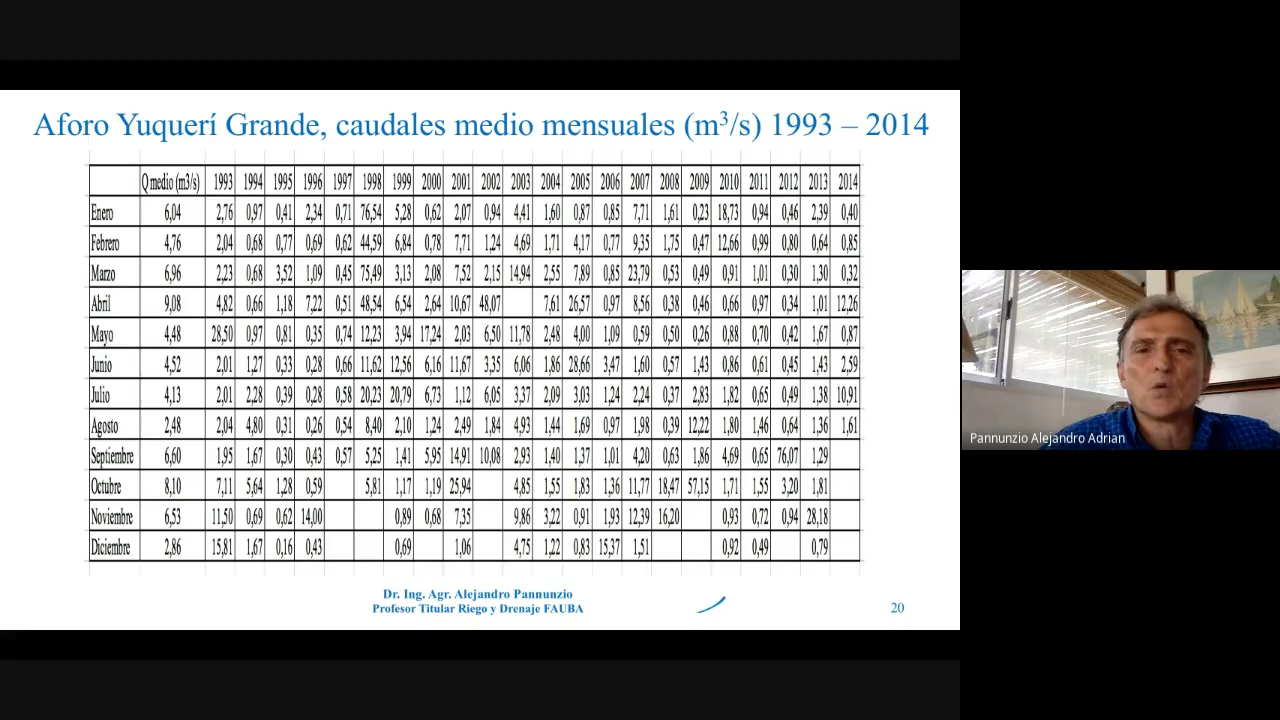 Aforo Yuquerí Grande, caudales medio mensuales (m³/s) 1993 – 2014
Q medio (m3/s) 1993 1994 1995 1996 1997 1998 1999 2000 2001 2002 2003 2004 2005 2006 2007 2008 2009 2010 2011 2012 2013 2014
Enero 6,04 2,76 0,97 0,41 2,34 0,71 76,54 5,28 0,62 2,07 0,94 4,41 1,60 0,87 0,85 7,71 1,61 0,23 18,73 0,94 0,46 2,39 0,40
Febrero 4,76 2,04 0,68 0,77 0,69 0,62 44,59 6,84 0,78 7,71 1,24 4,69 1,71 4,17 0,77 9,35 1,75 0,47 12,66 0,99 0,80 0,64 0,85
Marzo 6,96 2,23 0,68 3,52 1,09 0,45 75,49 3,13 2,08 7,52 2,15 14,94 2,55 7,89 0,85 23,79 0,53 0,49 0,91 1,01 0,30 1,30 0,32
Abril 9,08 4,82 0,66 1,18 7,22 0,51 48,54 6,54 2,64 10,67 48,07 7,61 26,57 0,97 8,56 0,38 0,46 0,66 0,97 0,34 1,01 12,26
Mayo 4,48 28,50 0,97 0,81 0,35 0,74 12,23 3,94 17,24 2,03 6,50 11,78 2,48 4,00 1,09 0,59 0,50 0,26 0,88 0,70 0,42 1,67 0,87
Junio 4,52 2,01 1,27 0,33 0,28 0,66 11,62 12,56 6,16 11,67 3,35 6,06 1,86 28,66 3,47 1,60 0,57 1,43 0,86 0,61 0,45 1,43 2,59
Julio 4,13 2,01 2,28 0,39 0,28 0,58 20,23 20,79 6,73 1,12 6,05 3,37 2,09 3,03 1,24 2,24 0,37 2,83 1,82 0,65 0,49 1,38 10,91
Agosto 2,48 2,04 4,80 0,31 0,26 0,54 8,40 2,10 1,24 2,49 1,84 4,93 1,44 1,69 0,97 1,98 0,39 12,22 1,80 1,46 0,64 1,36 1,61
Septiembre 6,60 1,95 1,67 0,30 0,43 0,57 5,25 1,41 5,95 14,91 10,08 2,93 1,40 1,37 1,01 4,20 0,63 1,86 4,69 0,65 76,07 1,29
Octubre 8,10 7,11 5,64 1,28 0,59 5,81 1,17 1,19 25,94 4,85 1,55 1,83 1,36 11,77 18,47 57,15 1,71 1,55 3,20 1,81
Noviembre 6,53 11,50 0,69 0,62 14,00 0,89 0,68 7,35 9,86 3,22 0,91 1,93 12,39 16,20 0,93 0,72 0,94 28,18
Diciembre 2,86 15,81 1,67 0,16 0,43 0,69 1,06 4,75 1,22 0,83 15,37 1,51 0,92 0,49 0,79
Dr. Ing. Agr. Alejandro Pannunzio
Profesor Titular Riego y Drenaje FAUBA
20
Pannunzio Alejandro Adrian